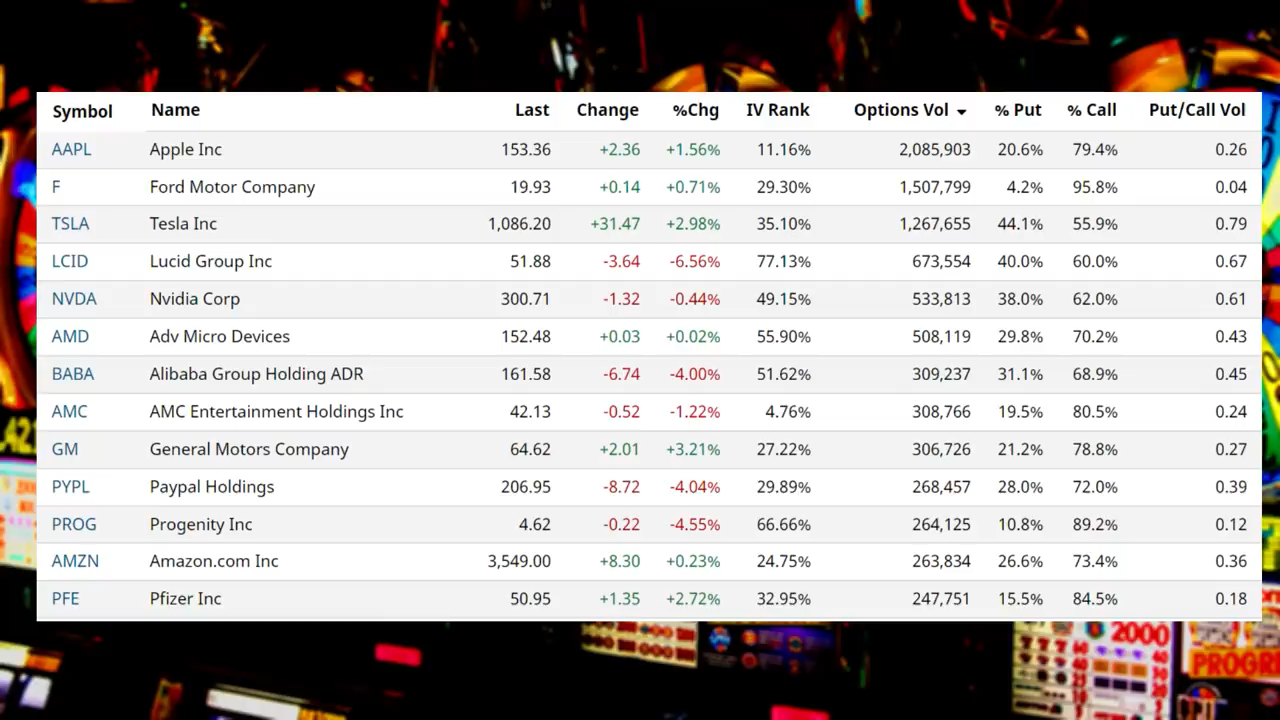 Symbol Name Last Change %Chg IV Rank Options Vol % Put % Call Put/Call Vol
AAPL Apple Inc 153.36 +2.36 +1.56% 11.16% 2,085,903 20.6% 79.4% 0.26
F Ford Motor Company 19.93 +0.14 +0.71% 29.30% 1,507,799 4.2% 95.8% 0.04
TSLA Tesla Inc 1,086.20 +31.47 +2.98% 35.10% 1,267,655 44.1% 55.9% 0.79
LCID Lucid Group Inc 51.88 -3.64 -6.56% 77.13% 673,554 40.0% 60.0% 0.67
NVDA Nvidia Corp 300.71 -1.32 -0.44% 49.15% 533,813 38.0% 62.0% 0.61
AMD Adv Micro Devices 152.48 +0.03 +0.02% 55.90% 508,119 29.8% 70.2% 0.43
BABA Alibaba Group Holding ADR 161.58 -6.74 -4.00% 51.62% 309,237 31.1% 68.9% 0.45
AMC AMC Entertainment Holdings Inc 42.13 -0.52 -1.22% 4.76% 308,766 19.5% 80.5% 0.24
GM General Motors Company 64.62 +2.01 +3.21% 27.22% 306,726 21.2% 78.8% 0.27
PYPL Paypal Holdings 206.95 -8.72 -4.04% 29.89% 268,457 28.0% 72.0% 0.39
PROG Progenity Inc 4.62 -0.22 -4.55% 66.66% 264,125 10.8% 89.2% 0.12
AMZN Amazon.com Inc 3,549.00 +8.30 +0.23% 24.75% 263,834 26.6% 73.4% 0.36
PFE Pfizer Inc 50.95 +1.35 +2.72% 32.95% 247,751 15.5% 84.5% 0.18
2000